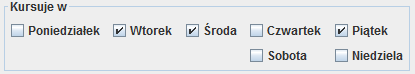 Kursuje w
Poniedziałek Wtorek Środa Czwartek Piątek
Sobota Niedziela